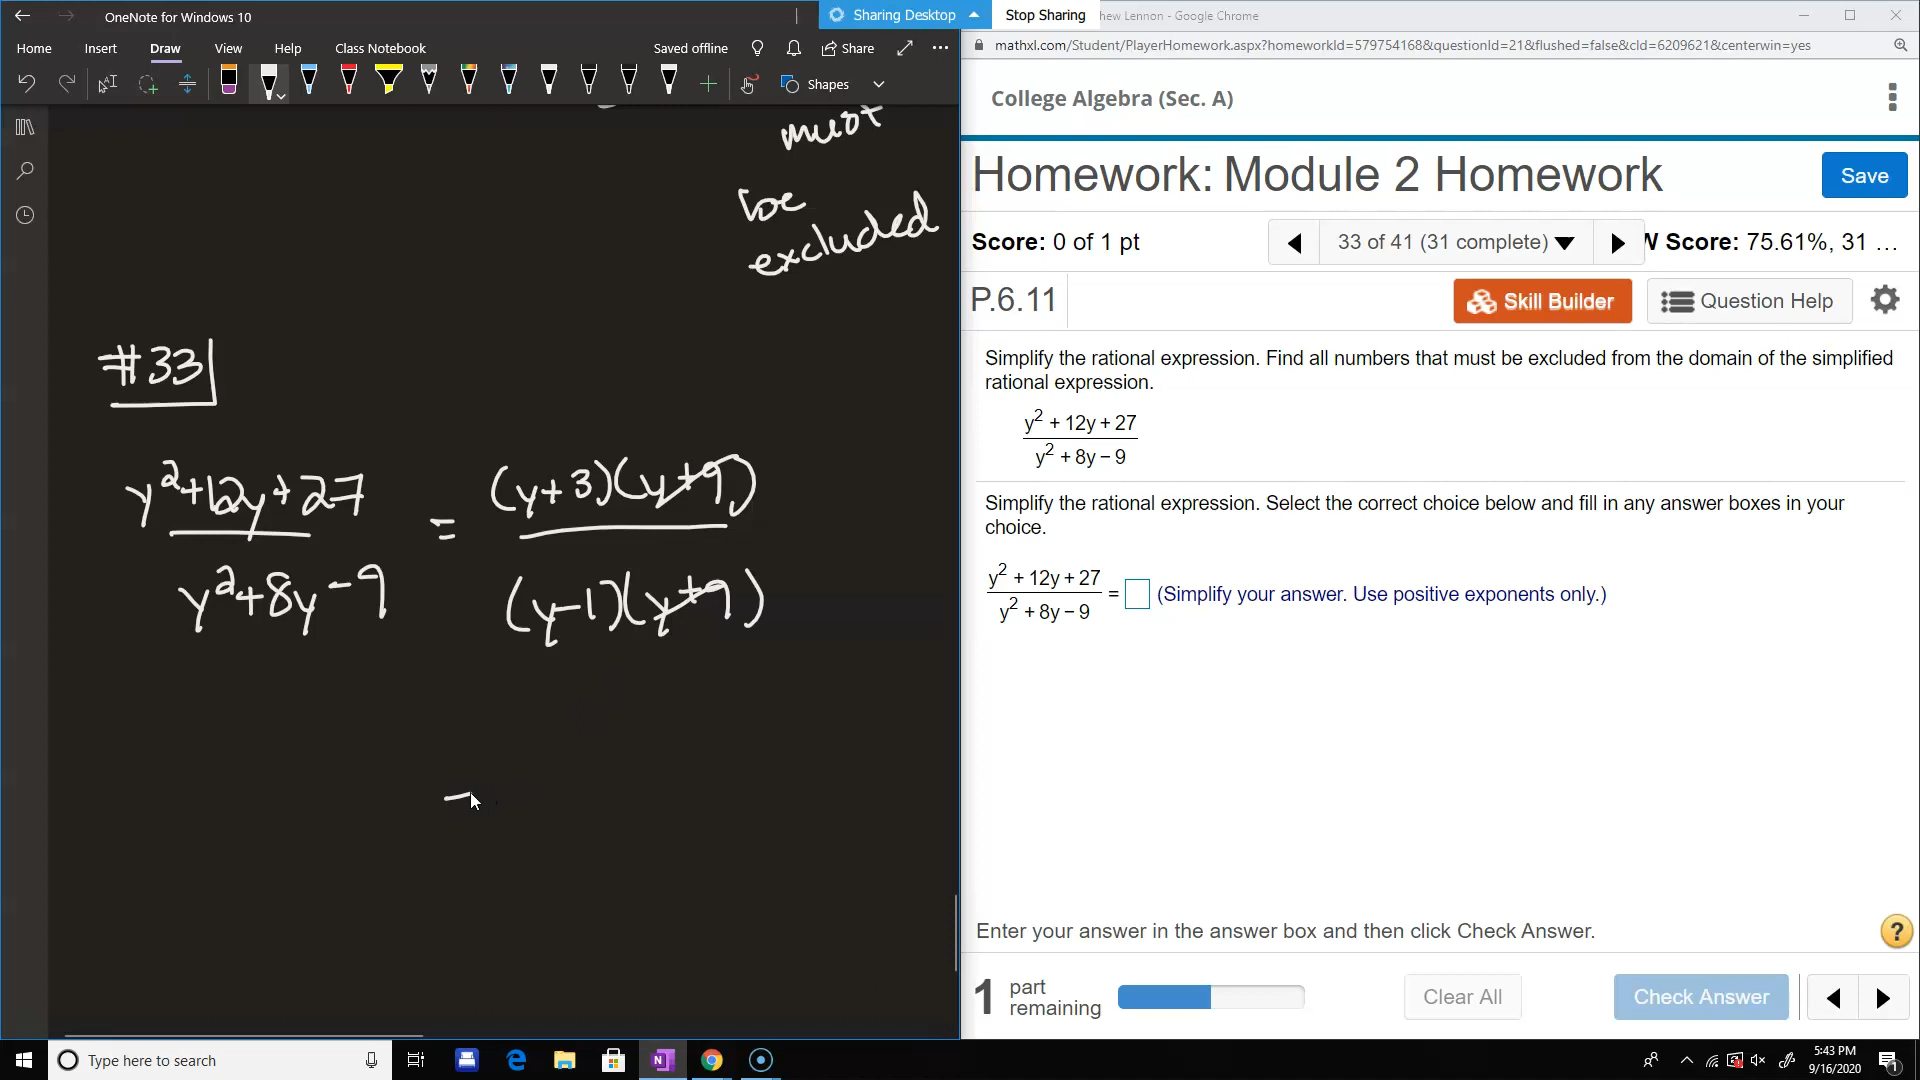 OneNote for Windows 10
Sharing Desktop
Stop Sharing
hew Lennon - Google Chrome
Home Insert Draw View Help Class Notebook Saved offline Share
mathxl.com/Student/PlayerHomework.aspx?homeworkId=579754168&questionId=21&flushed=false&cId=6209621&centerwin=yes
Shapes
must
be
excluded
#33
y²+12y+27 = (y+3)(y+9)
y²+8y-9 (y-1)(y+9)
College Algebra (Sec. A)
Homework: Module 2 Homework
Save
Score: 0 of 1 pt
33 of 41 (31 complete)
W Score: 75.61%, 31 ...
P.6.11
Skill Builder
Question Help
Simplify the rational expression. Find all numbers that must be excluded from the domain of the simplified
rational expression.
y² + 12y + 27
y² + 8y − 9
Simplify the rational expression. Select the correct choice below and fill in any answer boxes in your
choice.
y² + 12y + 27
= (Simplify your answer. Use positive exponents only.)
y² + 8y − 9
Enter your answer in the answer box and then click Check Answer.
?
1 part
remaining
Clear All
Check Answer
Type here to search
5:43 PM
9/16/2020
1